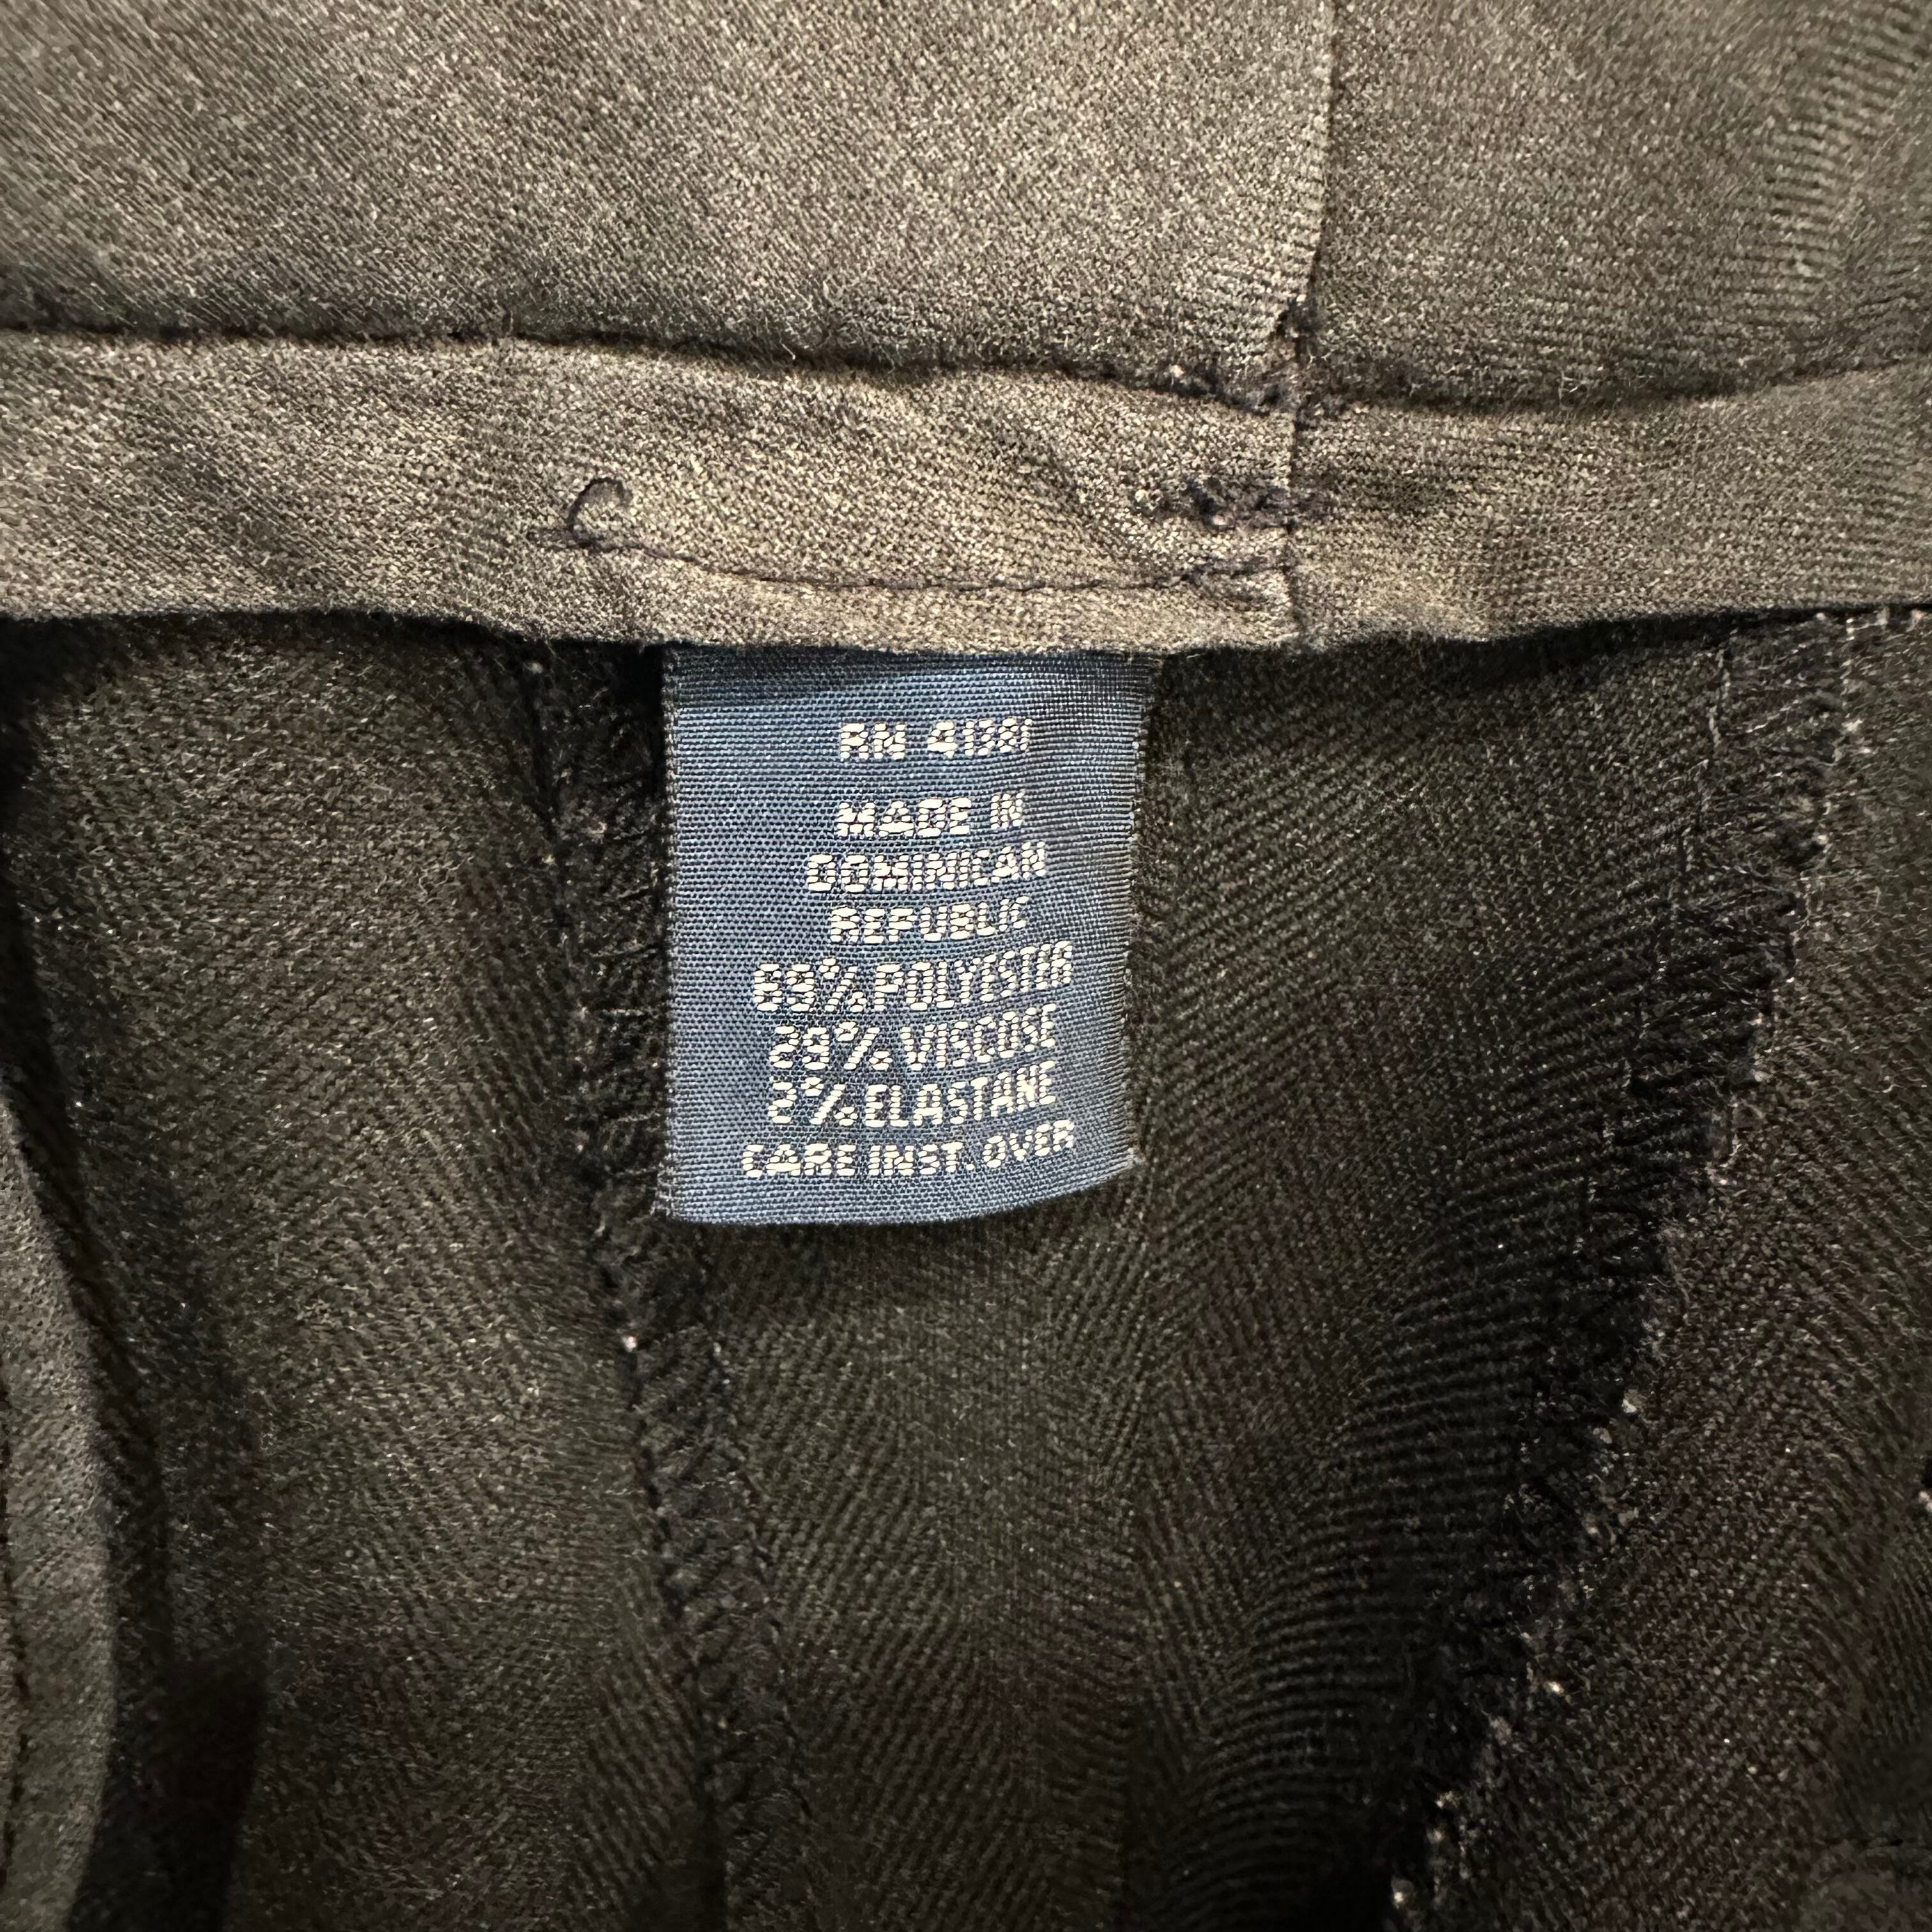 RN 41381
MADE IN
DOMINICAN
REPUBLIC
69% POLYESTER
29% VISCOSE
2% ELASTANE
CARE INST. OVER